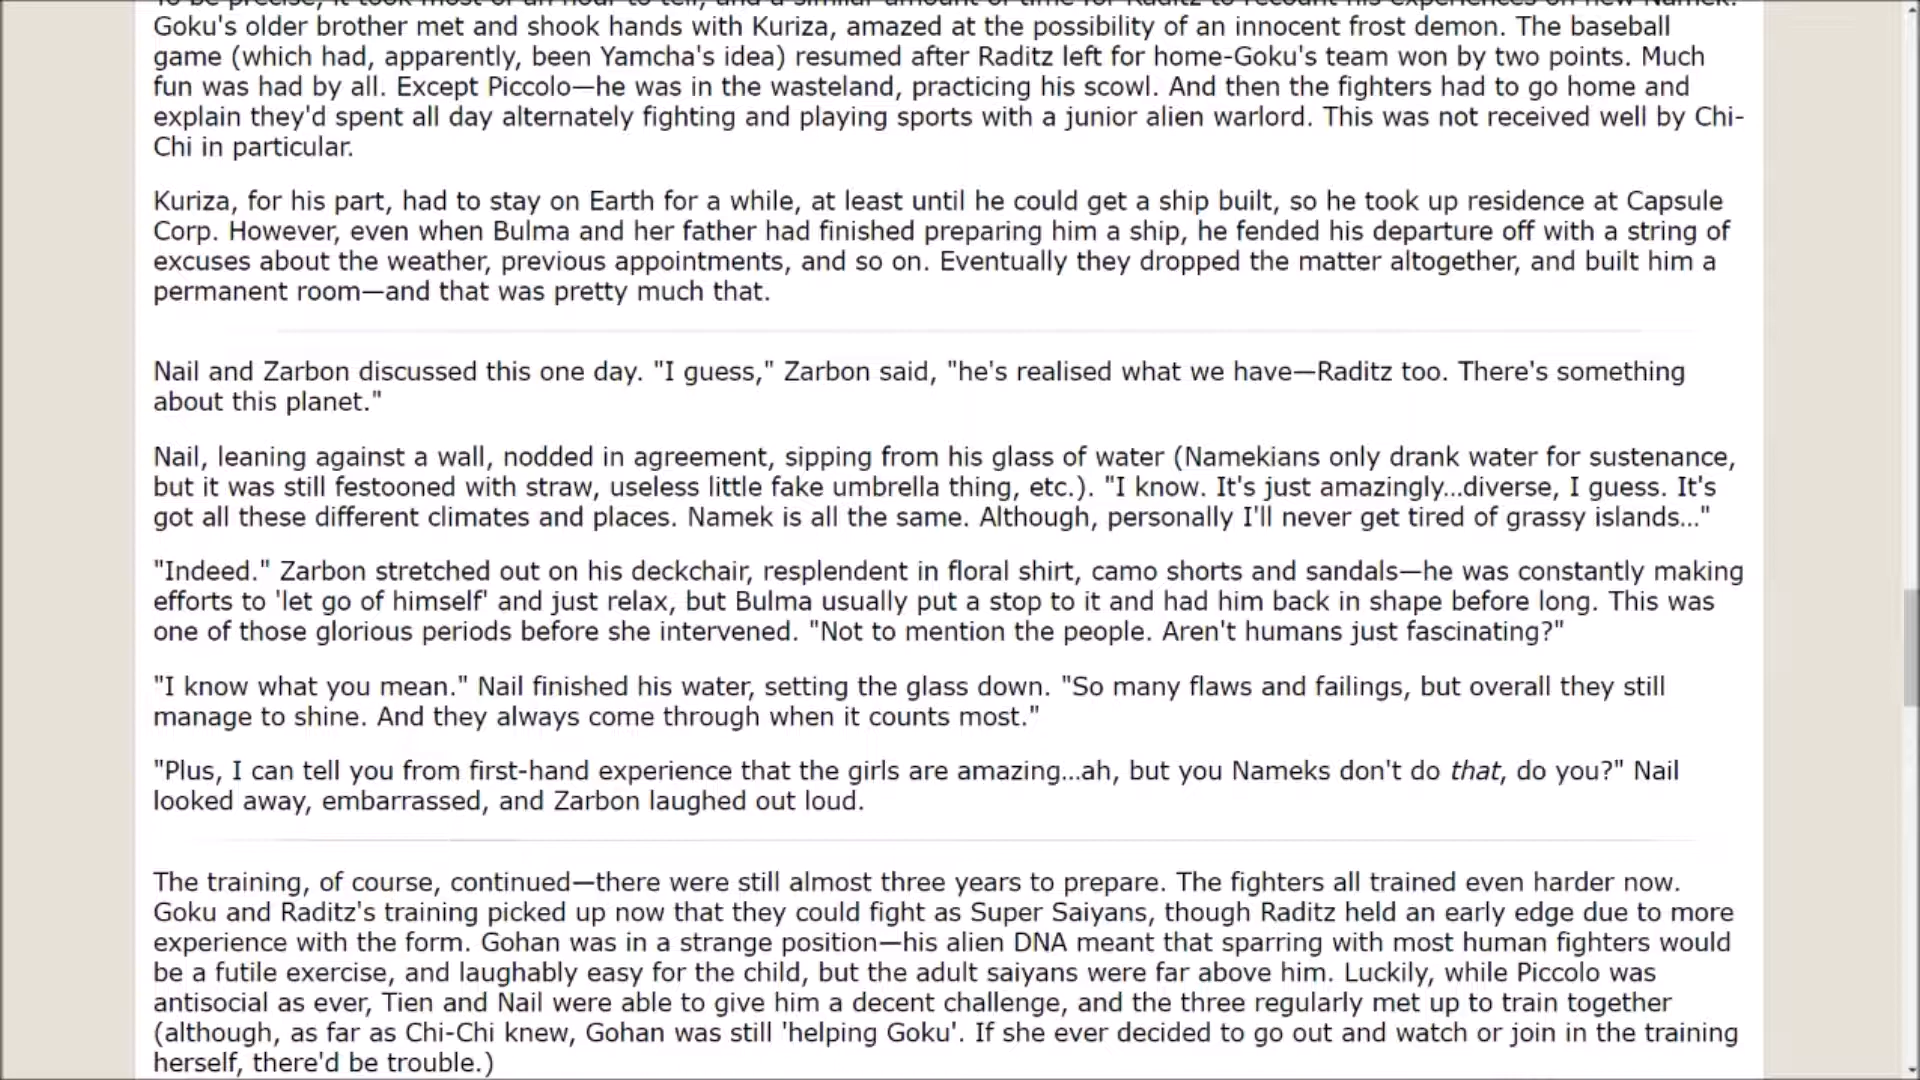 To be precise, it took most of an hour to tell, and a similar amount of time for Raditz to recount his experiences on new Namek.
Goku's older brother met and shook hands with Kuriza, amazed at the possibility of an innocent frost demon. The baseball
game (which had, apparently, been Yamcha's idea) resumed after Raditz left for home-Goku's team won by two points. Much
fun was had by all. Except Piccolo—he was in the wasteland, practicing his scowl. And then the fighters had to go home and
explain they'd spent all day alternately fighting and playing sports with a junior alien warlord. This was not received well by Chi-
Chi in particular.
Kuriza, for his part, had to stay on Earth for a while, at least until he could get a ship built, so he took up residence at Capsule
Corp. However, even when Bulma and her father had finished preparing him a ship, he fended his departure off with a string of
excuses about the weather, previous appointments, and so on. Eventually they dropped the matter altogether, and built him a
permanent room—and that was pretty much that.
Nail and Zarbon discussed this one day. "I guess," Zarbon said, "he's realised what we have—Raditz too. There's something
about this planet."
Nail, leaning against a wall, nodded in agreement, sipping from his glass of water (Namekians only drank water for sustenance,
but it was still festooned with straw, useless little fake umbrella thing, etc.). "I know. It's just amazingly...diverse, I guess. It's
got all these different climates and places. Namek is all the same. Although, personally I'll never get tired of grassy islands..."
"Indeed." Zarbon stretched out on his deckchair, resplendent in floral shirt, camo shorts and sandals—he was constantly making
efforts to 'let go of himself' and just relax, but Bulma usually put a stop to it and had him back in shape before long. This was
one of those glorious periods before she intervened. "Not to mention the people. Aren't humans just fascinating?"
"I know what you mean." Nail finished his water, setting the glass down. "So many flaws and failings, but overall they still
manage to shine. And they always come through when it counts most."
"Plus, I can tell you from first-hand experience that the girls are amazing...ah, but you Nameks don't do that, do you?" Nail
looked away, embarrassed, and Zarbon laughed out loud.
The training, of course, continued—there were still almost three years to prepare. The fighters all trained even harder now.
Goku and Raditz's training picked up now that they could fight as Super Saiyans, though Raditz held an early edge due to more
experience with the form. Gohan was in a strange position—his alien DNA meant that sparring with most human fighters would
be a futile exercise, and laughably easy for the child, but the adult saiyans were far above him. Luckily, while Piccolo was
antisocial as ever, Tien and Nail were able to give him a decent challenge, and the three regularly met up to train together
(although, as far as Chi-Chi knew, Gohan was still 'helping Goku'. If she ever decided to go out and watch or join in the training
herself, there'd be trouble.)